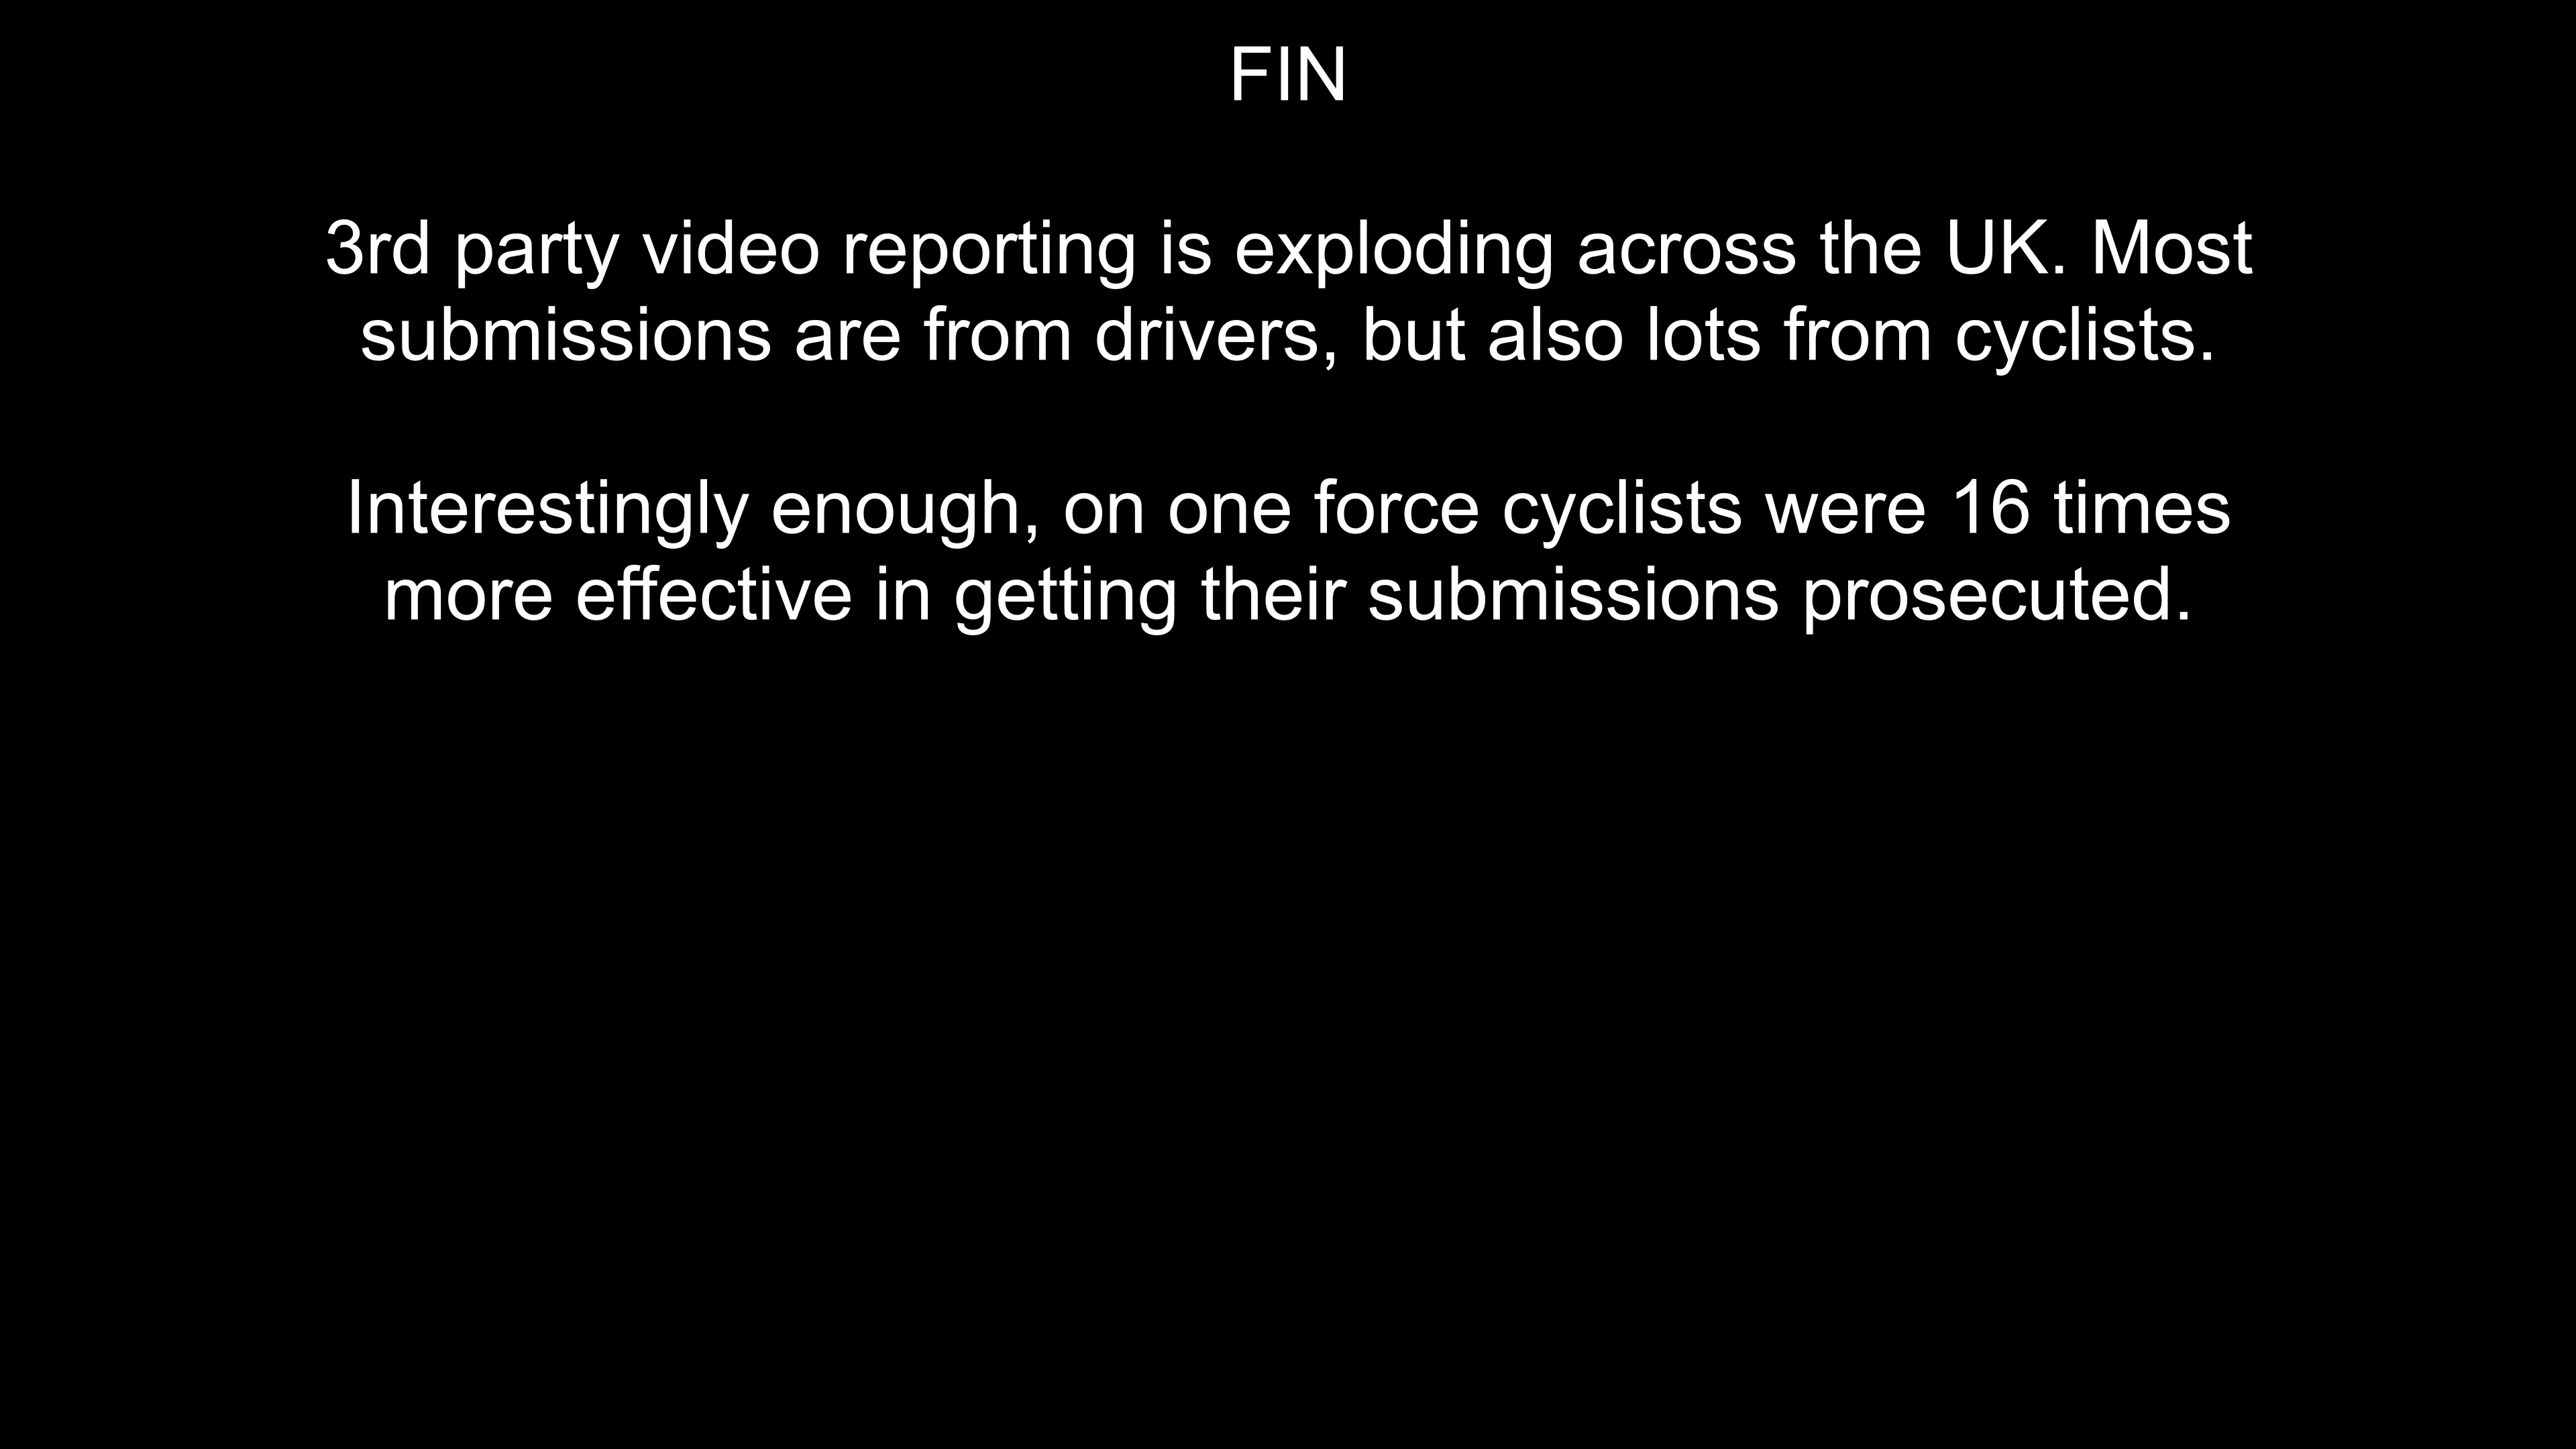 FIN
3rd party video reporting is exploding across the UK. Most
submissions are from drivers, but also lots from cyclists.
Interestingly enough, on one force cyclists were 16 times
more effective in getting their submissions prosecuted.